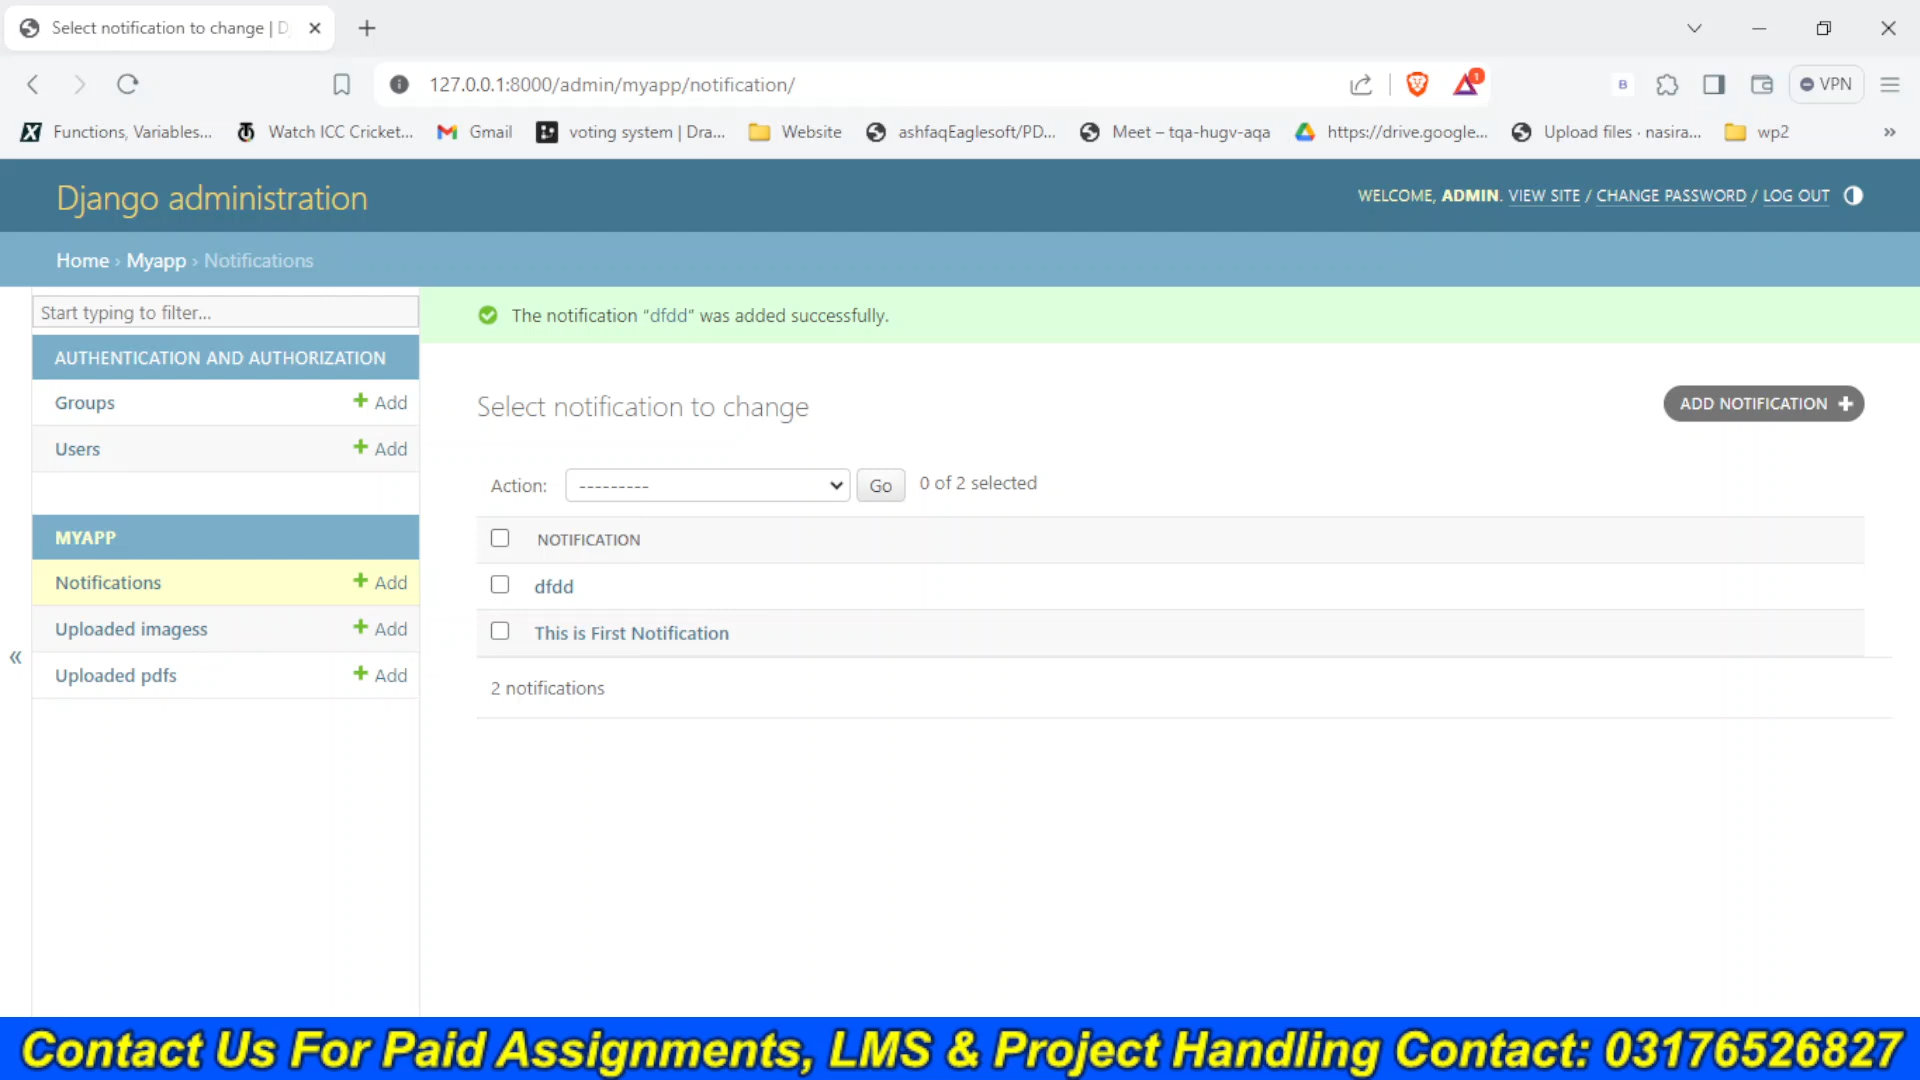 Select notification to change | D
127.0.0.1:8000/admin/myapp/notification/
1
B
VPN
Functions, Variables...
Watch ICC Cricket...
Gmail
voting system | Dra...
Website
ashfaqEaglesoft/PD...
Meet – tqa-hugv-aqa
https://drive.google...
Upload files · nasira...
wp2
»
Django administration
WELCOME, ADMIN. VIEW SITE / CHANGE PASSWORD / LOG OUT
Home › Myapp › Notifications
Start typing to filter...
AUTHENTICATION AND AUTHORIZATION
Groups + Add
Users + Add
MYAPP
Notifications + Add
Uploaded imagess + Add
Uploaded pdfs + Add
«
The notification “dfdd” was added successfully.
Select notification to change
ADD NOTIFICATION +
Action: --------- Go 0 of 2 selected
NOTIFICATION
dfdd
This is First Notification
2 notifications
Contact Us For Paid Assignments, LMS & Project Handling Contact: 03176526827